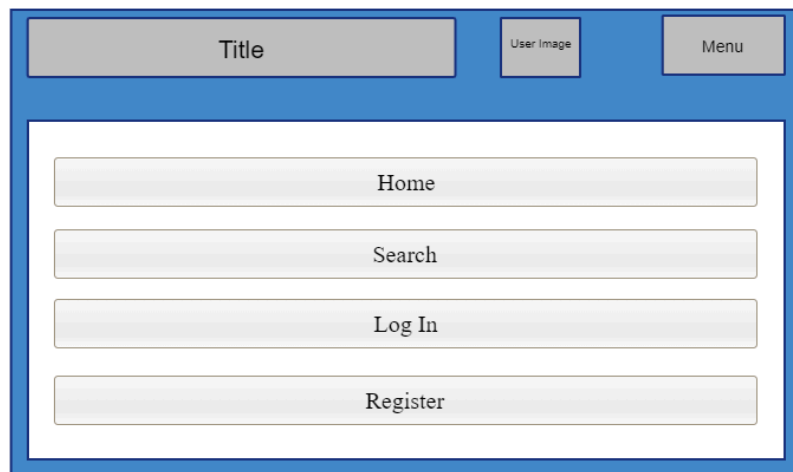 Title
User Image
Menu
Home
Search
Log In
Register